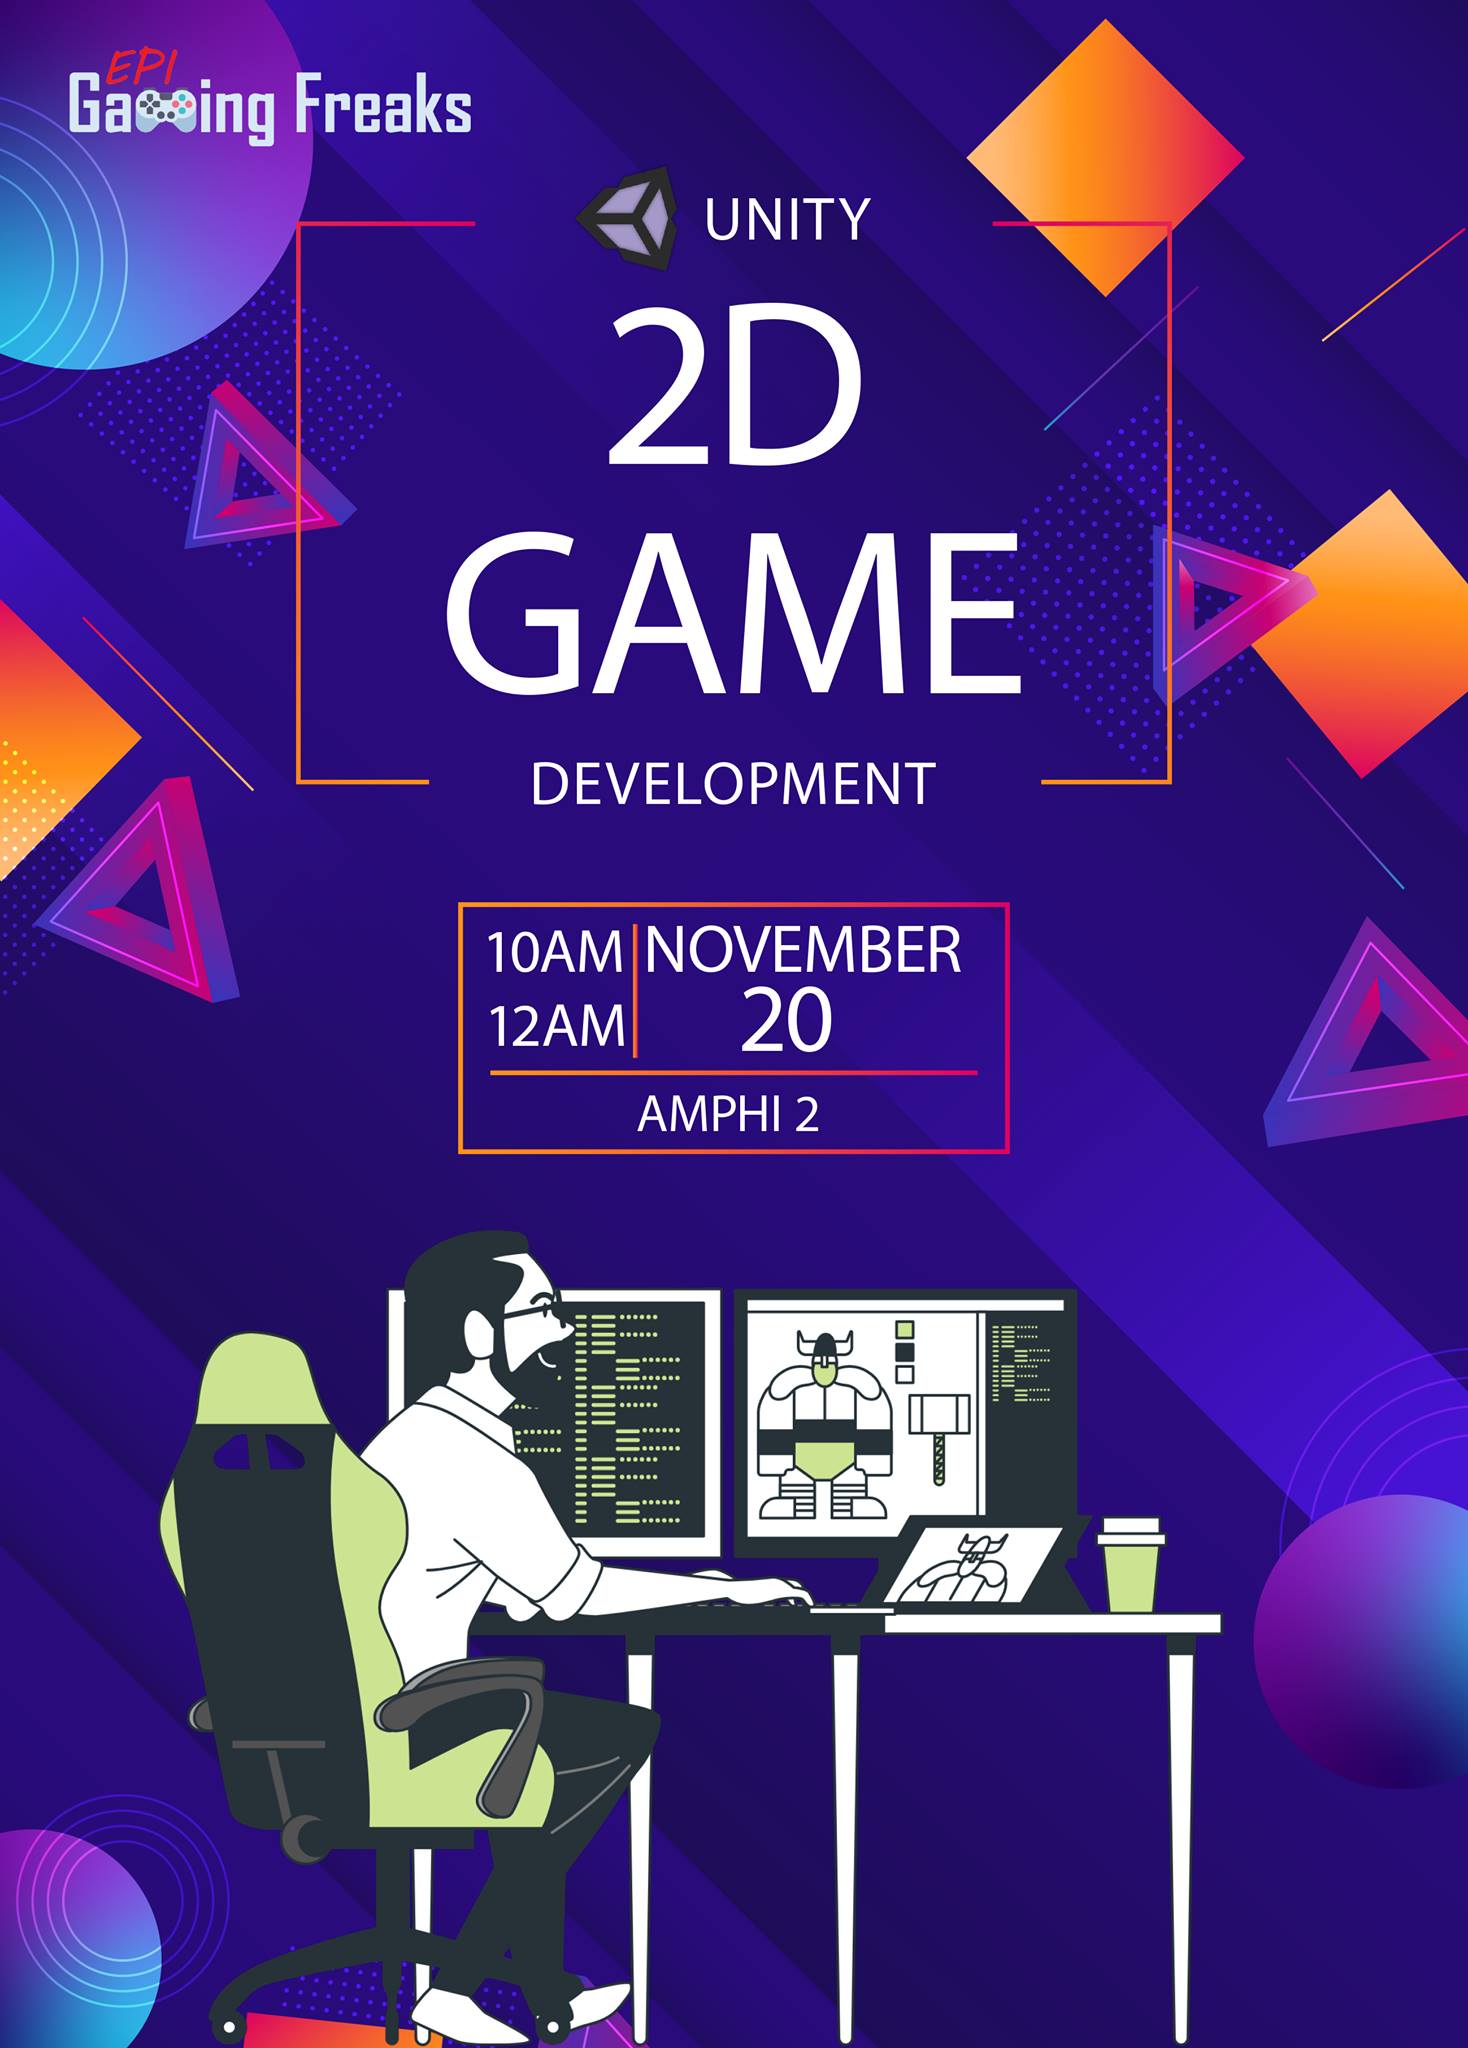 EPI
Gaming Freaks
UNITY
2D
GAME
DEVELOPMENT
10AM
12AM
NOVEMBER
20
AMPHI 2